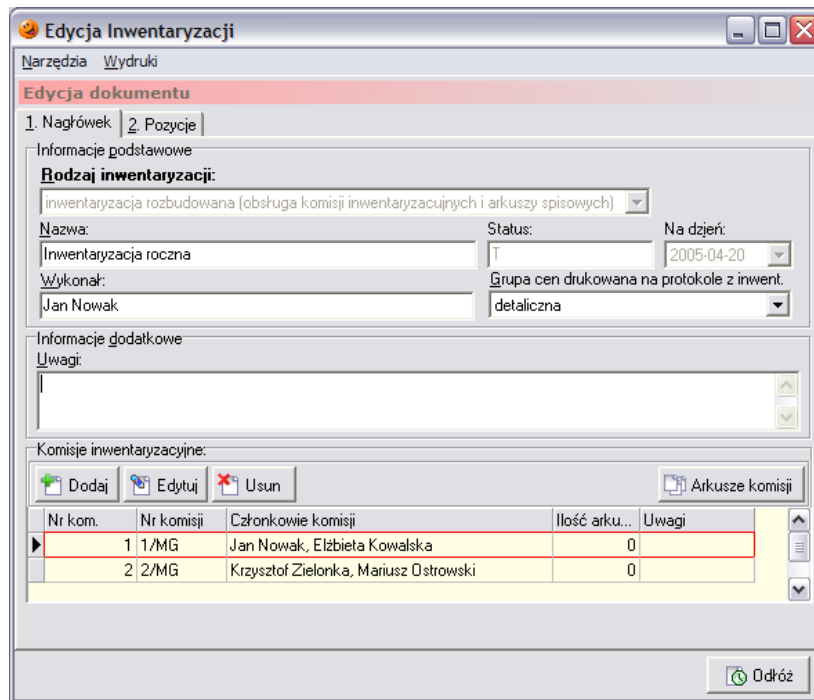 Edycja Inwentaryzacji
Narzędzia Wydruki
Edycja dokumentu
1. Nagłówek 2. Pozycje
Informacje podstawowe
Rodzaj inwentaryzacji:
inwentaryzacja rozbudowana (obsługa komisji inwentaryzacujnych i arkuszy spisowych)
Nazwa: Status: Na dzień:
Inwentaryzacja roczna T 2005-04-20
Wykonał: Grupa cen drukowana na protokole z inwent.
Jan Nowak detaliczna
Informacje dodatkowe
Uwagi:
Komisje inwentaryzacyjne:
Dodaj Edytuj Usun Arkusze komisji
Nr kom. Nr komisji Członkowie komisji Ilość arku... Uwagi
1 1/MG Jan Nowak, Elżbieta Kowalska 0
2 2/MG Krzysztof Zielonka, Mariusz Ostrowski 0
Odłóż